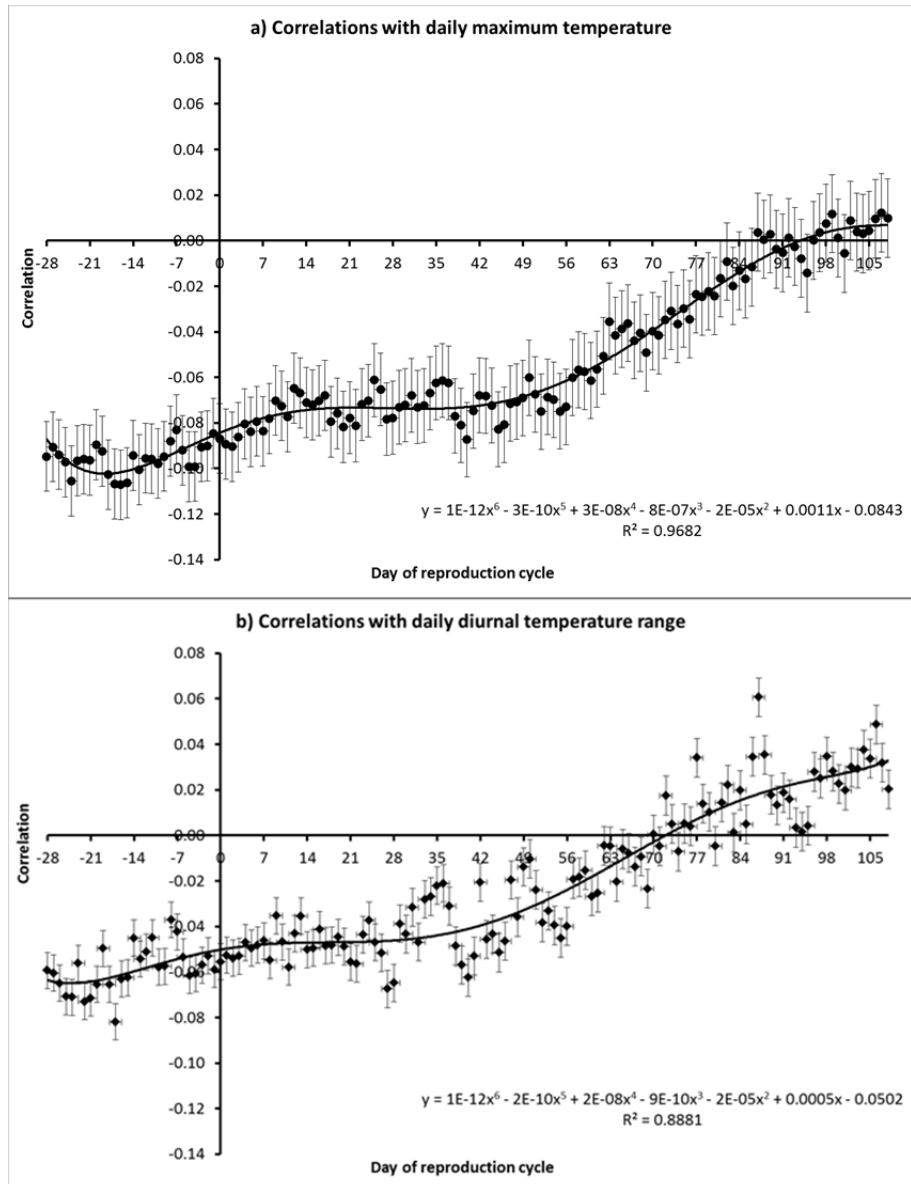 a) Correlations with daily maximum temperature
0.08
0.06
0.04
0.02
0.00
-28 -21 -14 -7 0 7 14 21 28 35 42 49 56 63 70 77 84 91 98 105
-0.02
-0.04
-0.06
-0.08
-0.10
-0.12
-0.14
Correlation
y = 1E-12x⁶ - 3E-10x⁵ + 3E-08x⁴ - 8E-07x³ - 2E-05x² + 0.0011x - 0.0843
R² = 0.9682
Day of reproduction cycle
b) Correlations with daily diurnal temperature range
0.08
0.06
0.04
0.02
0.00
-28 -21 -14 -7 0 7 14 21 28 35 42 49 56 63 70 77 84 91 98 105
-0.02
-0.04
-0.06
-0.08
-0.10
-0.12
-0.14
Correlation
y = 1E-12x⁶ - 2E-10x⁵ + 2E-08x⁴ - 9E-10x³ - 2E-05x² + 0.0005x - 0.0502
R² = 0.8881
Day of reproduction cycle